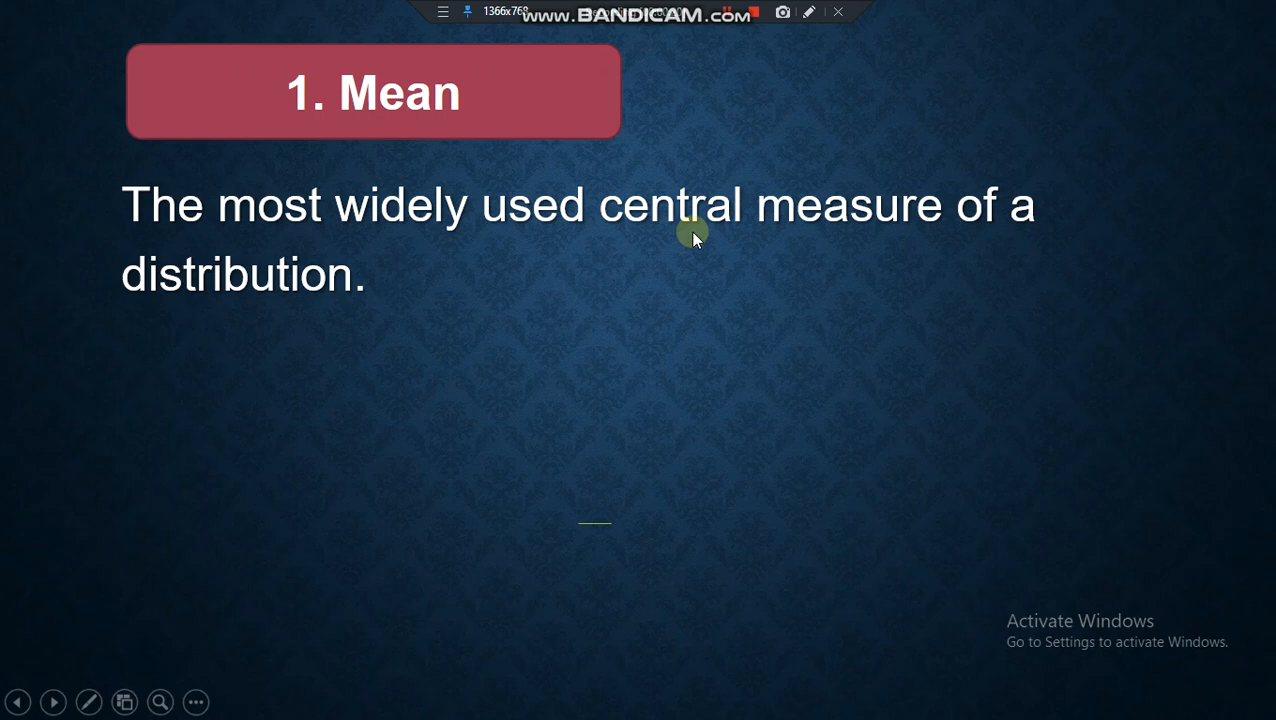 1366x768
www.BANDICAM.com
1. Mean
The most widely used central measure of a
distribution.
Activate Windows
Go to Settings to activate Windows.